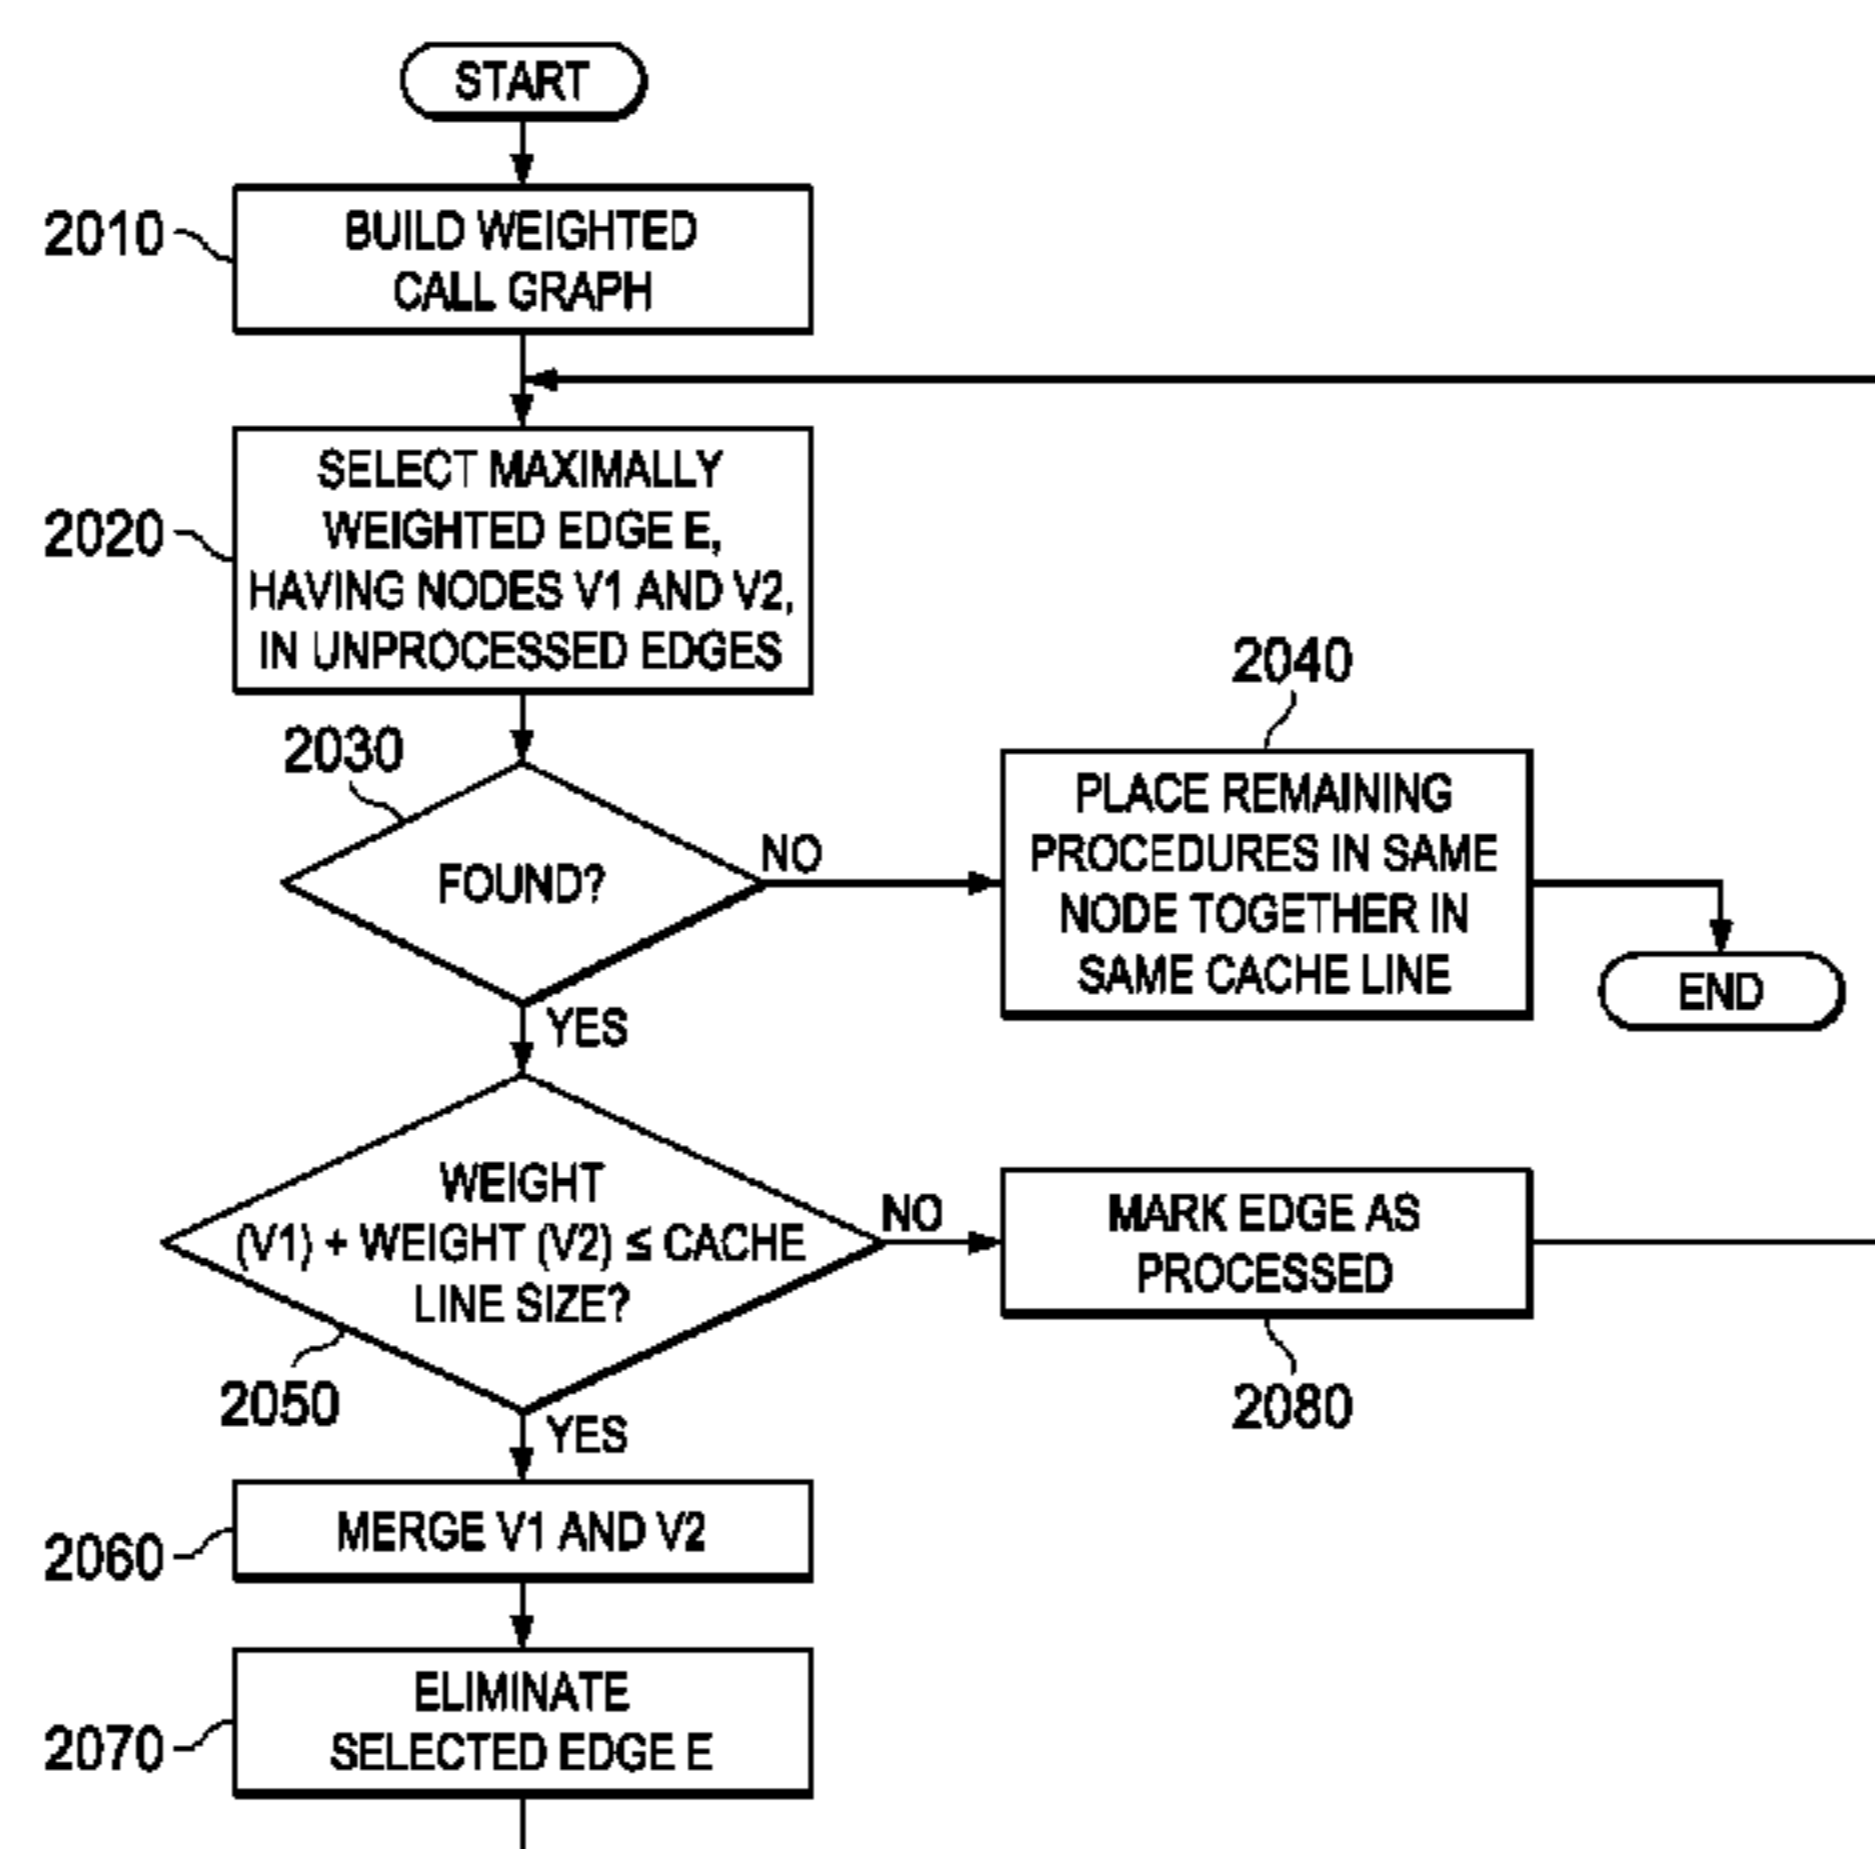 START
2010
BUILD WEIGHTED
CALL GRAPH
2020
SELECT MAXIMALLY
WEIGHTED EDGE E,
HAVING NODES V1 AND V2,
IN UNPROCESSED EDGES
2030
FOUND?
NO
YES
2040
PLACE REMAINING
PROCEDURES IN SAME
NODE TOGETHER IN
SAME CACHE LINE
END
WEIGHT
(V1) + WEIGHT (V2) ≤ CACHE
LINE SIZE?
2050
NO
YES
MARK EDGE AS
PROCESSED
2080
2060
MERGE V1 AND V2
2070
ELIMINATE
SELECTED EDGE E